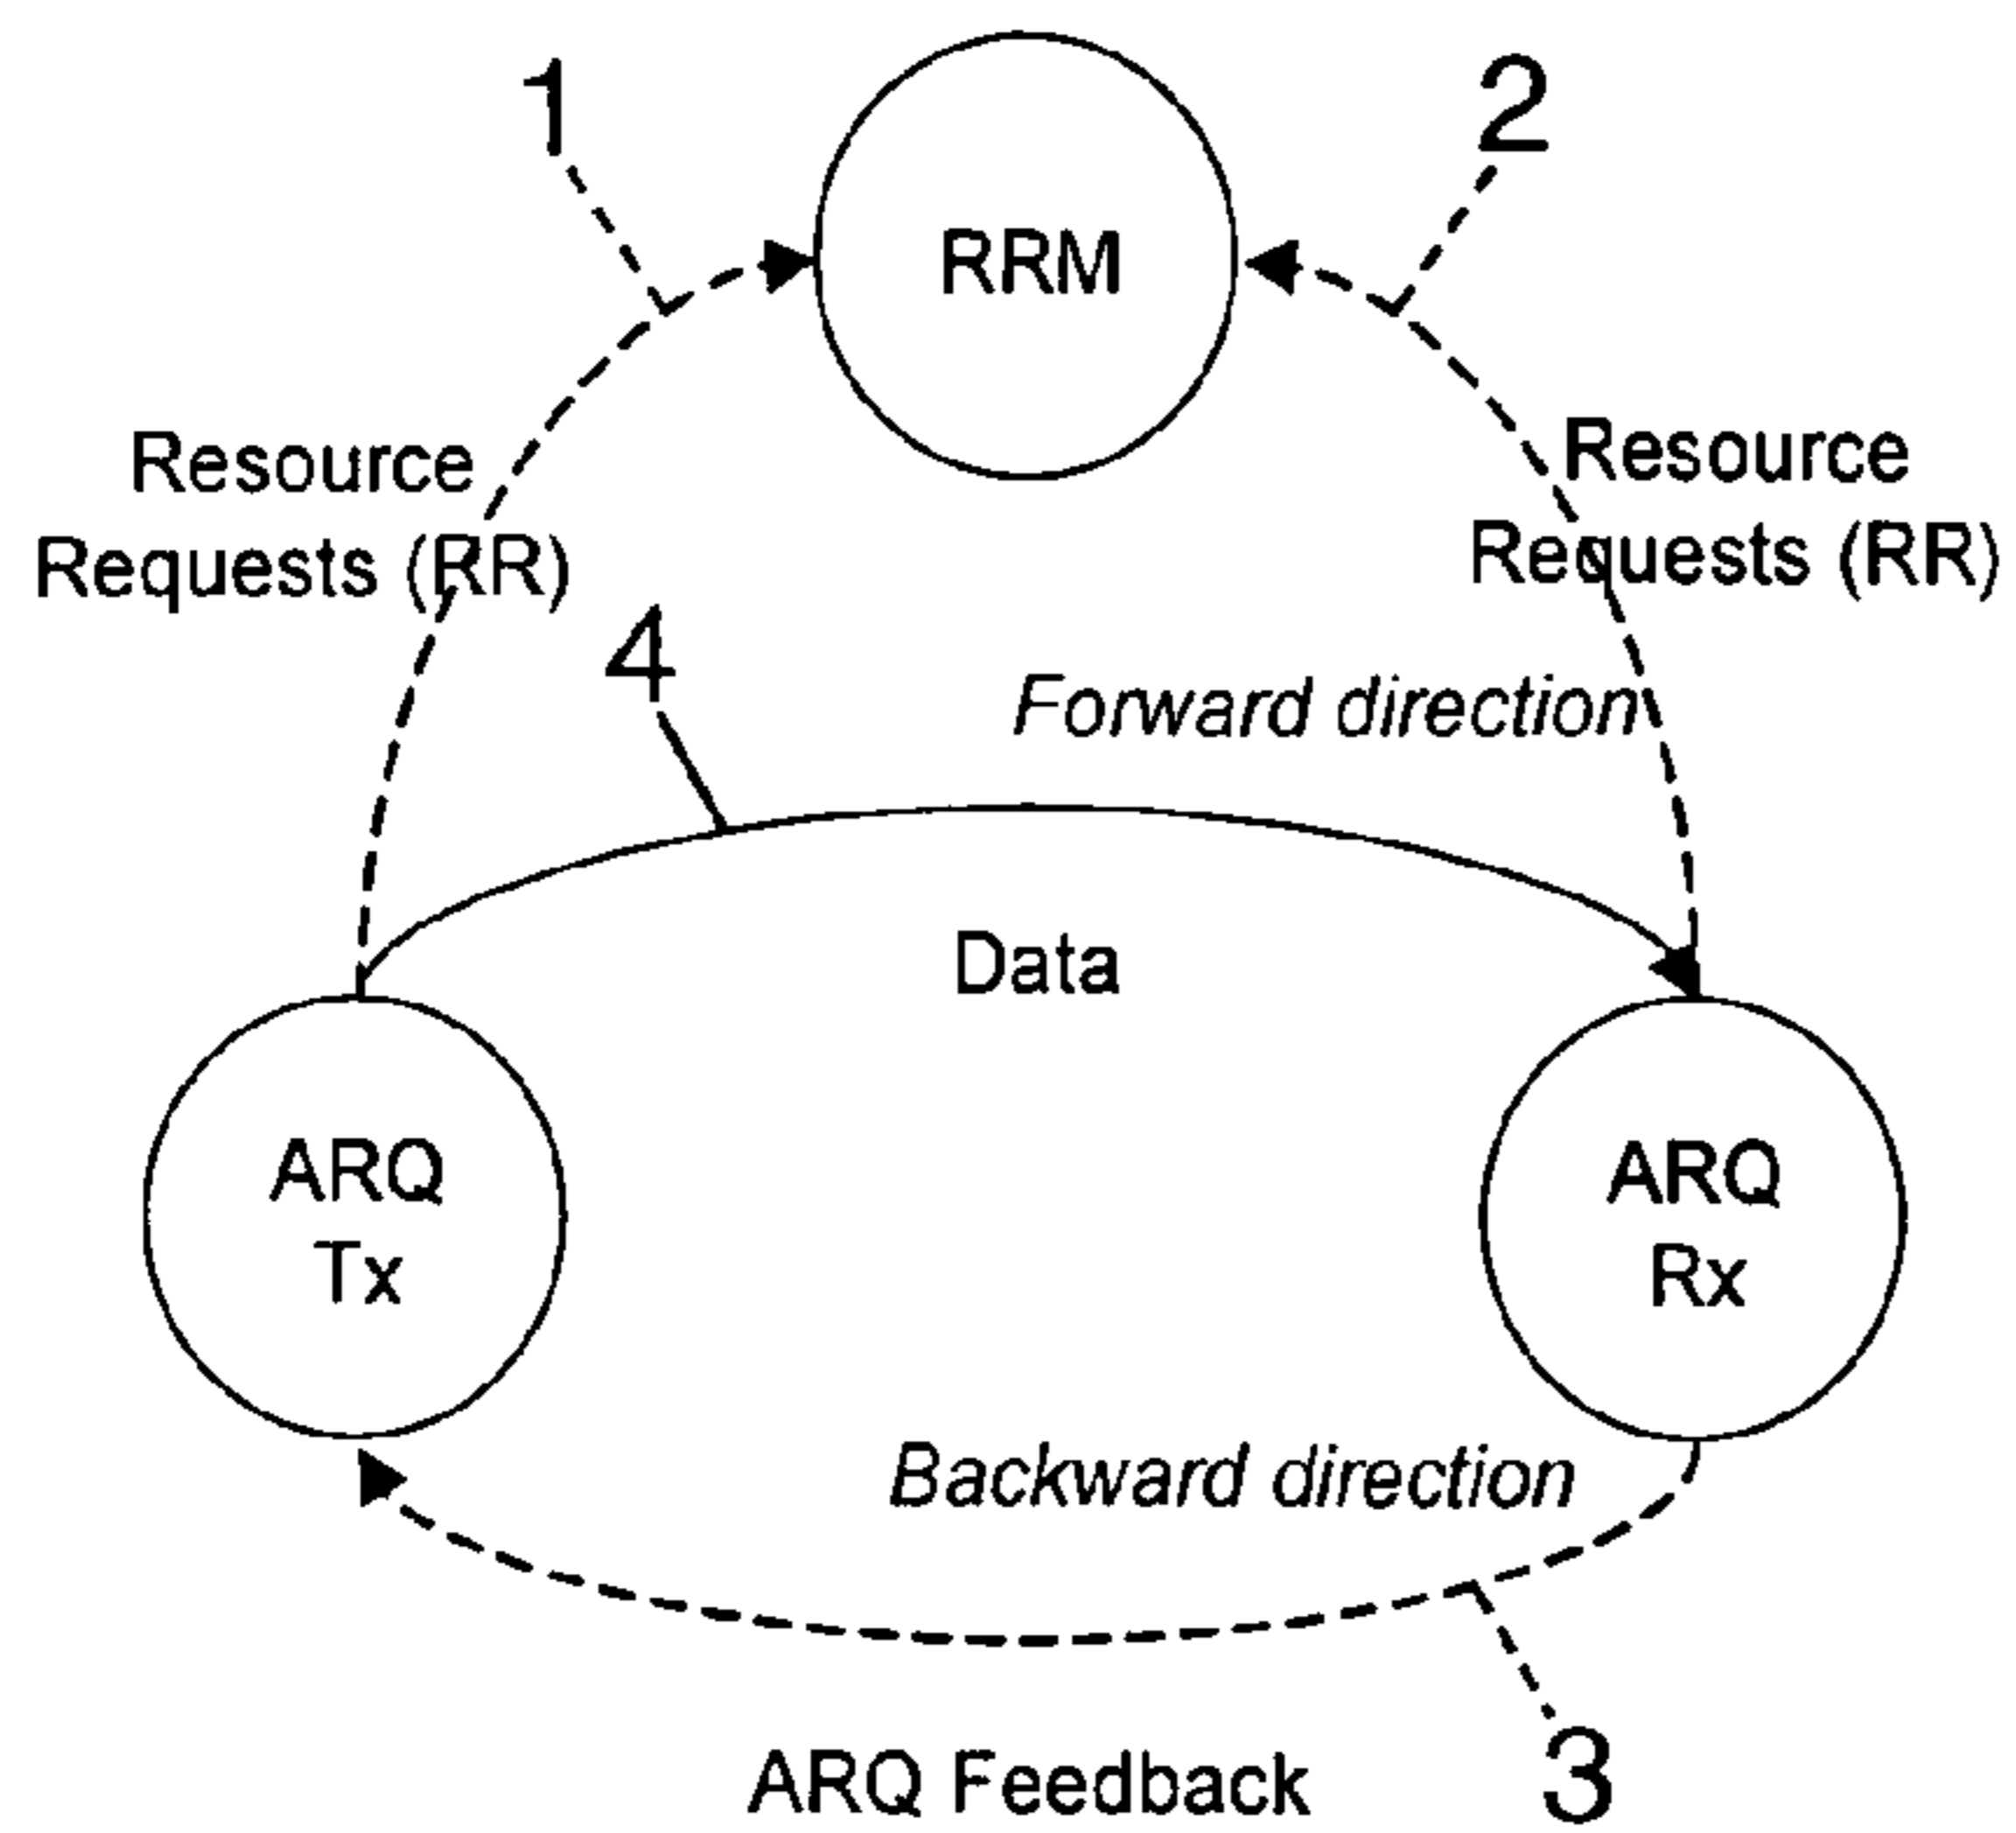 1
2
RRM
Resource
Requests (RR)
Resource
Requests (RR)
4
Forward direction
Data
ARQ
Tx
ARQ
Rx
Backward direction
ARQ Feedback
3